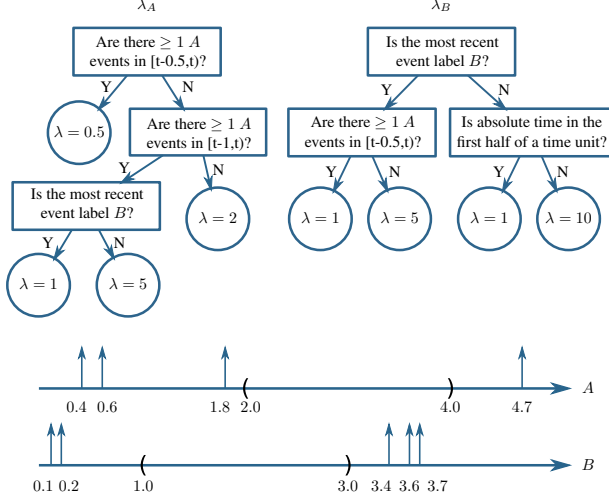 λ_A
λ_B
Are there ≥ 1 A
events in [t-0.5,t)?
Is the most recent
event label B?
Y
N
Y
N
λ = 0.5
Are there ≥ 1 A
events in [t-1,t)?
Are there ≥ 1 A
events in [t-0.5,t)?
Is absolute time in the
first half of a time unit?
Y
N
Y
N
Y
N
Is the most recent
event label B?
λ = 2
λ = 1
λ = 5
λ = 1
λ = 10
Y
N
λ = 1
λ = 5
( ( A
0.4 0.6 1.8 2.0 4.0 4.7
( ) B
0.1 0.2 1.0 3.0 3.4 3.6 3.7